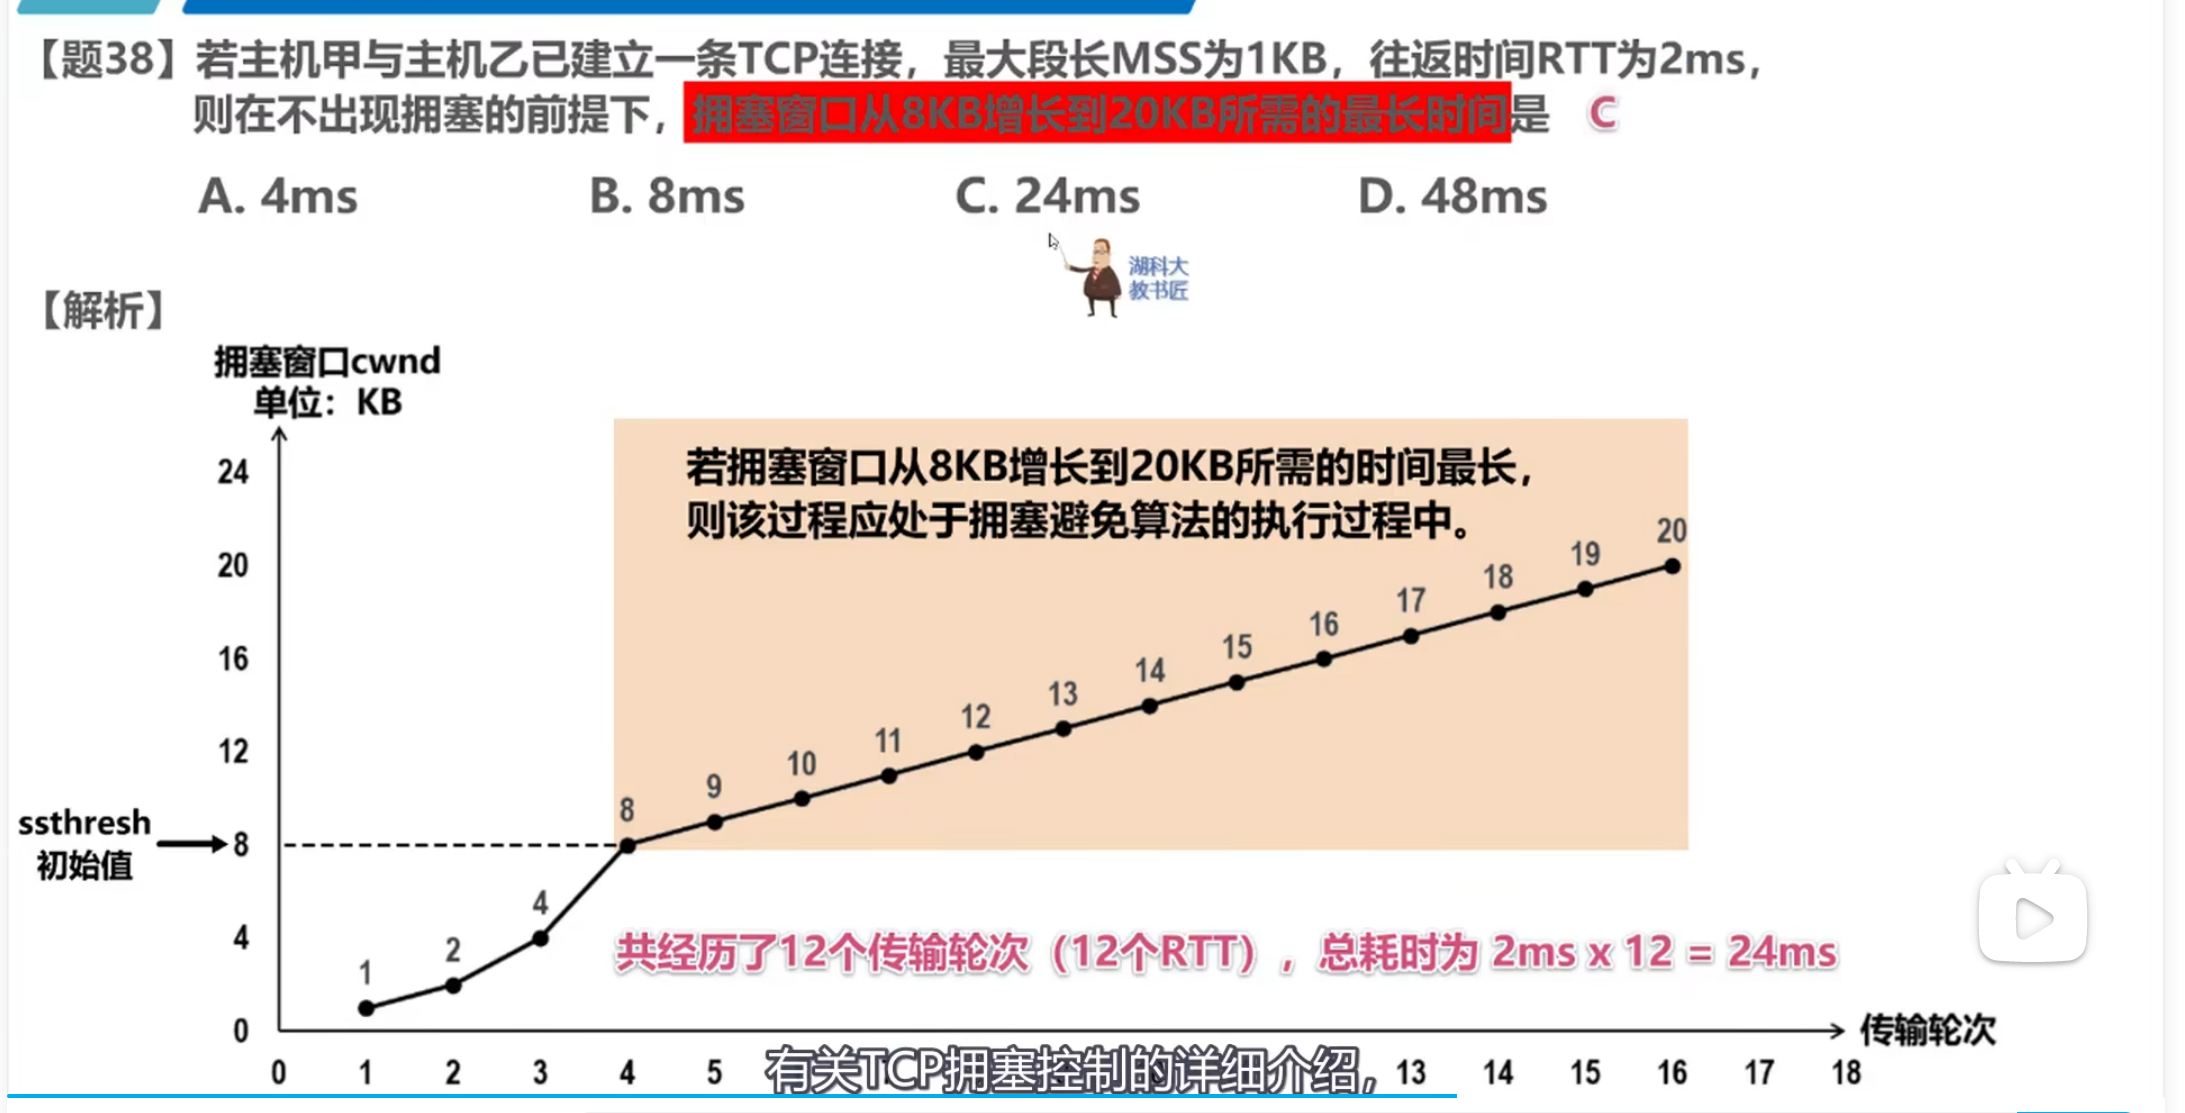 【题38】若主机甲与主机乙已建立一条TCP连接，最大段长MSS为1KB，往返时间RTT为2ms，
则在不出现拥塞的前提下，拥塞窗口从8KB增长到20KB所需的最长时间是 C
A. 4ms B. 8ms C. 24ms D. 48ms
湖科大
教书匠
【解析】
拥塞窗口cwnd
单位：KB
若拥塞窗口从8KB增长到20KB所需的时间最长，
则该过程应处于拥塞避免算法的执行过程中。
24
20
16
12
8
4
0
ssthresh
初始值
1 2 4 8 9 10 11 12 13 14 15 16 17 18 19 20
共经历了12个传输轮次（12个RTT），总耗时为 2ms x 12 = 24ms
传输轮次
0 1 2 3 4 5 13 14 15 16 17 18
有关TCP拥塞控制的详细介绍，